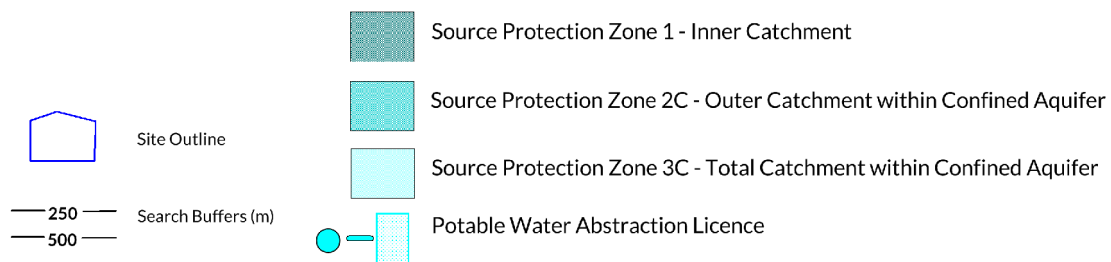 Source Protection Zone 1 - Inner Catchment
Source Protection Zone 2C - Outer Catchment within Confined Aquifer
Site Outline
Source Protection Zone 3C - Total Catchment within Confined Aquifer
250
Search Buffers (m)
500
Potable Water Abstraction Licence